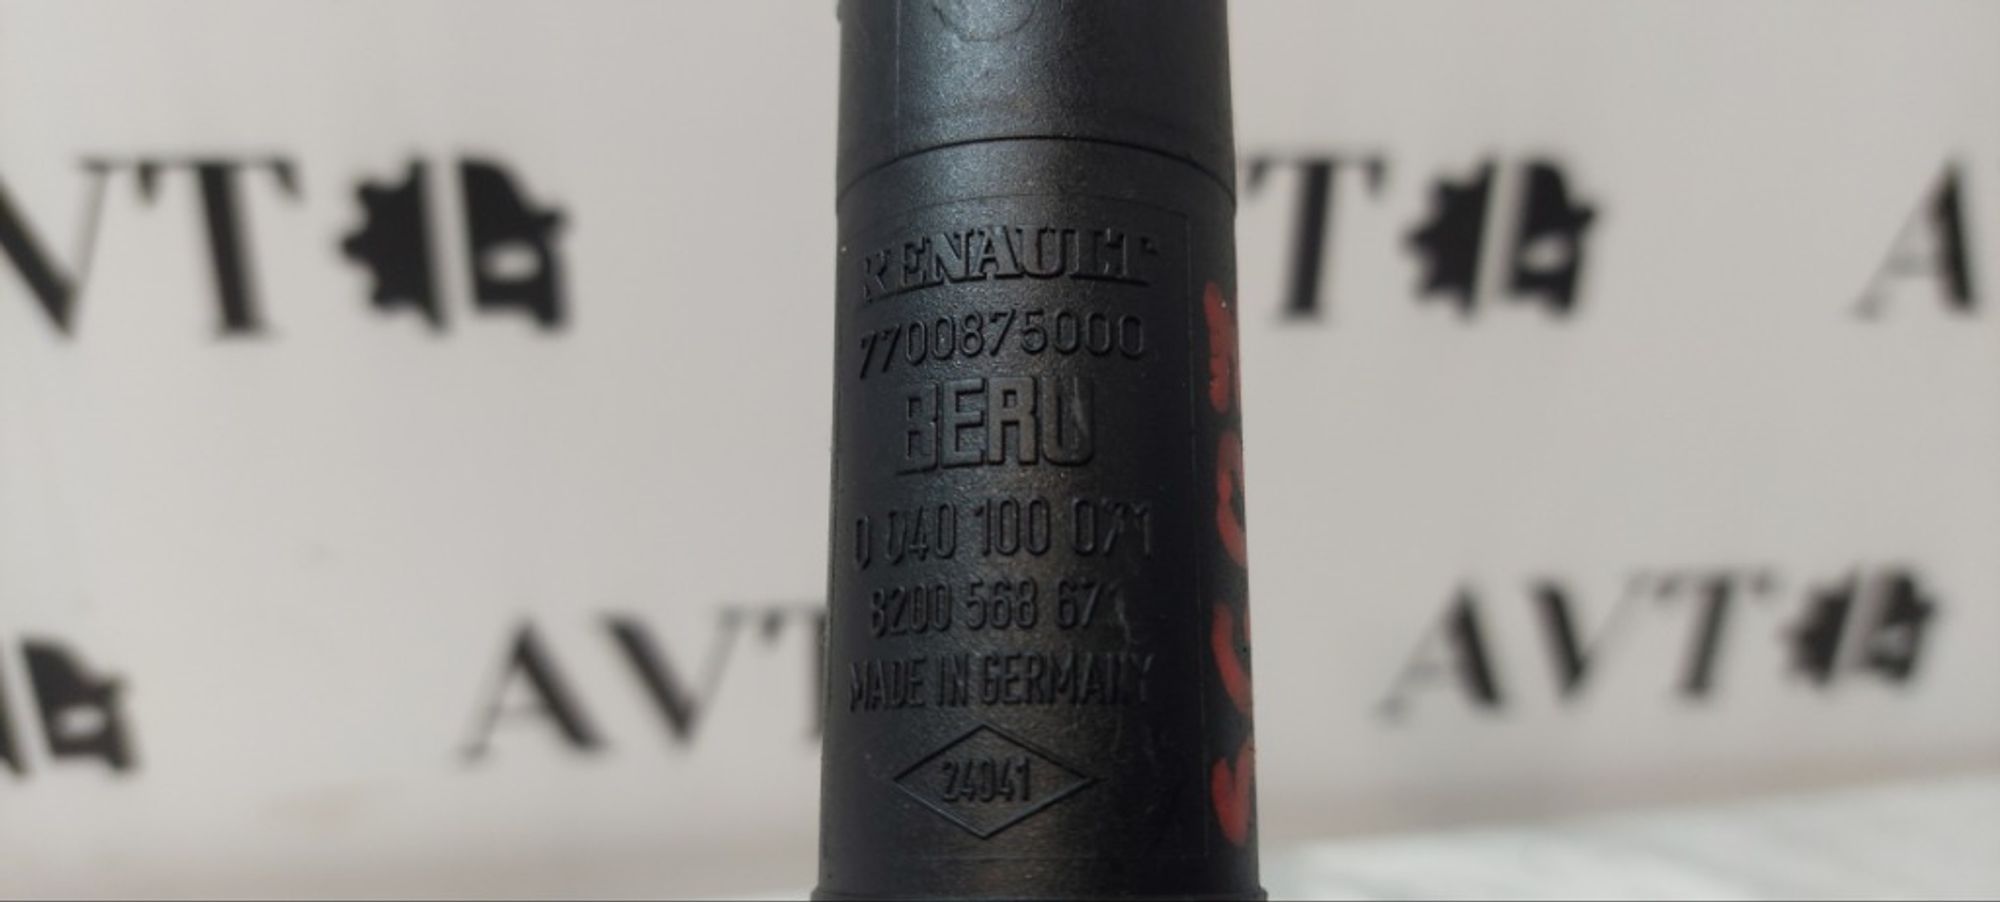 RENAULT
7700875000
BERU
0 040 100 071
8200 568 671
MADE IN GERMANY
24041
AVT
AVT
AVT
AVT